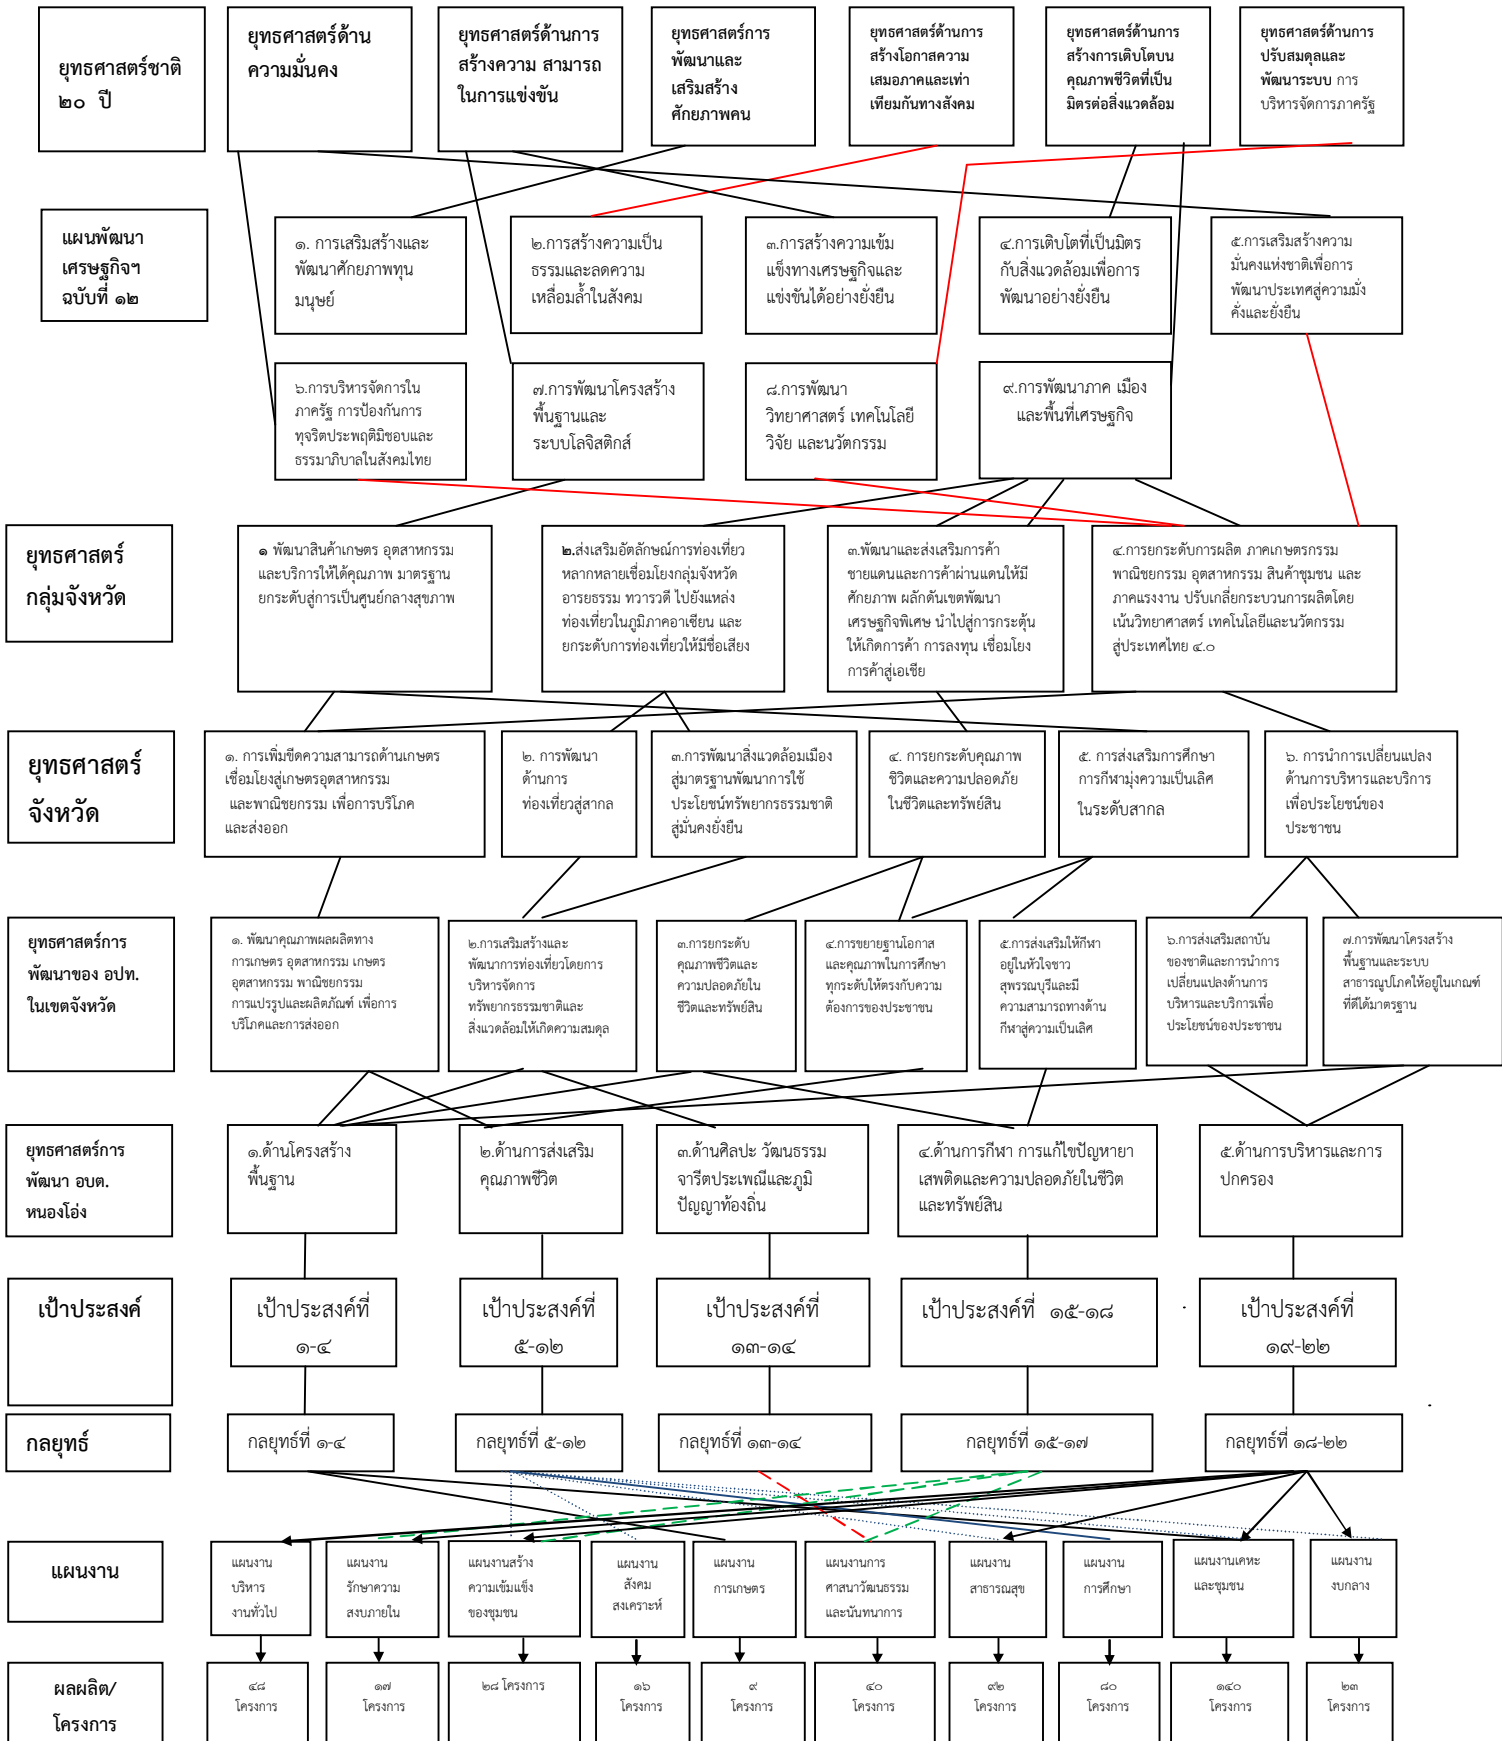 ยุทธศาสตร์ชาติ
๒๐ ปี
ยุทธศาสตร์ด้าน
ความมั่นคง
ยุทธศาสตร์ด้านการ
สร้างความ สามารถ
ในการแข่งขัน
ยุทธศาสตร์การ
พัฒนาและ
เสริมสร้าง
ศักยภาพคน
ยุทธศาสตร์ด้านการ
สร้างโอกาสความ
เสมอภาคและเท่า
เทียมกันทางสังคม
ยุทธศาสตร์ด้านการ
สร้างการเติบโตบน
คุณภาพชีวิตที่เป็น
มิตรต่อสิ่งแวดล้อม
ยุทธศาสตร์ด้านการ
ปรับสมดุลและ
พัฒนาระบบ การ
บริหารจัดการภาครัฐ
แผนพัฒนา
เศรษฐกิจฯ
ฉบับที่ ๑๒
๑. การเสริมสร้างและ
พัฒนาศักยภาพทุน
มนุษย์
๒.การสร้างความเป็น
ธรรมและลดความ
เหลื่อมล้ำในสังคม
๓.การสร้างความเข้ม
แข็งทางเศรษฐกิจและ
แข่งขันได้อย่างยั่งยืน
๔.การเติบโตที่เป็นมิตร
กับสิ่งแวดล้อมเพื่อการ
พัฒนาอย่างยั่งยืน
๕.การเสริมสร้างความ
มั่นคงแห่งชาติเพื่อการ
พัฒนาประเทศสู่ความมั่ง
คั่งและยั่งยืน
๖.การบริหารจัดการใน
ภาครัฐ การป้องกันการ
ทุจริตประพฤติมิชอบและ
ธรรมาภิบาลในสังคมไทย
๗.การพัฒนาโครงสร้าง
พื้นฐานและ
ระบบโลจิสติกส์
๘.การพัฒนา
วิทยาศาสตร์ เทคโนโลยี
วิจัย และนวัตกรรม
๙.การพัฒนาภาค เมือง
และพื้นที่เศรษฐกิจ
ยุทธศาสตร์
กลุ่มจังหวัด
๑ พัฒนาสินค้าเกษตร อุตสาหกรรม
และบริการให้ได้คุณภาพ มาตรฐาน
ยกระดับสู่การเป็นศูนย์กลางสุขภาพ
๒.ส่งเสริมอัตลักษณ์การท่องเที่ยว
หลากหลายเชื่อมโยงกลุ่มจังหวัด
อารยธรรม ทวารวดี ไปยังแหล่ง
ท่องเที่ยวในภูมิภาคอาเซียน และ
ยกระดับการท่องเที่ยวให้มีชื่อเสียง
๓.พัฒนาและส่งเสริมการค้า
ชายแดนและการค้าผ่านแดนให้มี
ศักยภาพ ผลักดันเขตพัฒนา
เศรษฐกิจพิเศษ นำไปสู่การกระตุ้น
ให้เกิดการค้า การลงทุน เชื่อมโยง
การค้าสู่เอเชีย
๔.การยกระดับการผลิต ภาคเกษตรกรรม
พาณิชยกรรม อุตสาหกรรม สินค้าชุมชน และ
ภาคแรงงาน ปรับเกลี่ยกระบวนการผลิตโดย
เน้นวิทยาศาสตร์ เทคโนโลยีและนวัตกรรม
สู่ประเทศไทย ๔.๐
ยุทธศาสตร์
จังหวัด
๑. การเพิ่มขีดความสามารถด้านเกษตร
เชื่อมโยงสู่เกษตรอุตสาหกรรม
และพาณิชยกรรม เพื่อการบริโภค
และส่งออก
๒. การพัฒนา
ด้านการ
ท่องเที่ยวสู่สากล
๓.การพัฒนาสิ่งแวดล้อมเมือง
สู่มาตรฐานพัฒนาการใช้
ประโยชน์ทรัพยากรธรรมชาติ
สู่มั่นคงยั่งยืน
๔. การยกระดับคุณภาพ
ชีวิตและความปลอดภัย
ในชีวิตและทรัพย์สิน
๕. การส่งเสริมการศึกษา
การกีฬามุ่งความเป็นเลิศ
ในระดับสากล
๖. การนำการเปลี่ยนแปลง
ด้านการบริหารและบริการ
เพื่อประโยชน์ของ
ประชาชน
ยุทธศาสตร์การ
พัฒนาของ อปท.
ในเขตจังหวัด
๑. พัฒนาคุณภาพผลผลิตทาง
การเกษตร อุตสาหกรรม เกษตร
อุตสาหกรรม พาณิชยกรรม
การแปรรูปและผลิตภัณฑ์ เพื่อการ
บริโภคและการส่งออก
๒.การเสริมสร้างและ
พัฒนาการท่องเที่ยวโดยการ
บริหารจัดการ
ทรัพยากรธรรมชาติและ
สิ่งแวดล้อมให้เกิดความสมดุล
๓.การยกระดับ
คุณภาพชีวิตและ
ความปลอดภัยใน
ชีวิตและทรัพย์สิน
๔.การขยายฐานโอกาส
และคุณภาพในการศึกษา
ทุกระดับให้ตรงกับความ
ต้องการของประชาชน
๕.การส่งเสริมให้กีฬา
อยู่ในหัวใจชาว
สุพรรณบุรีและมี
ความสามารถทางด้าน
กีฬาสู่ความเป็นเลิศ
๖.การส่งเสริมสถาบัน
ของชาติและการนำการ
เปลี่ยนแปลงด้านการ
บริหารและบริการเพื่อ
ประโยชน์ของประชาชน
๗.การพัฒนาโครงสร้าง
พื้นฐานและระบบ
สาธารณูปโภคให้อยู่ในเกณฑ์
ที่ดีได้มาตรฐาน
ยุทธศาสตร์การ
พัฒนา อบต.
หนองโอ่ง
๑.ด้านโครงสร้าง
พื้นฐาน
๒.ด้านการส่งเสริม
คุณภาพชีวิต
๓.ด้านศิลปะ วัฒนธรรม
จารีตประเพณีและภูมิ
ปัญญาท้องถิ่น
๔.ด้านการกีฬา การแก้ไขปัญหายา
เสพติดและความปลอดภัยในชีวิต
และทรัพย์สิน
๕.ด้านการบริหารและการ
ปกครอง
เป้าประสงค์
เป้าประสงค์ที่
๑-๔
เป้าประสงค์ที่
๕-๑๒
เป้าประสงค์ที่
๑๓-๑๔
เป้าประสงค์ที่ ๑๕-๑๘
เป้าประสงค์ที่
๑๙-๒๒
กลยุทธ์
กลยุทธ์ที่ ๑-๔
กลยุทธ์ที่ ๕-๑๒
กลยุทธ์ที่ ๑๓-๑๔
กลยุทธ์ที่ ๑๕-๑๗
กลยุทธ์ที่ ๑๘-๒๒
แผนงาน
แผนงาน
บริหาร
งานทั่วไป
แผนงาน
รักษาความ
สงบภายใน
แผนงานสร้าง
ความเข้มแข็ง
ของชุมชน
แผนงาน
สังคม
สงเคราะห์
แผนงาน
การเกษตร
แผนงานการ
ศาสนาวัฒนธรรม
และนันทนาการ
แผนงาน
สาธารณสุข
แผนงาน
การศึกษา
แผนงานเคหะ
และชุมชน
แผนงาน
งบกลาง
ผลผลิต/
โครงการ
๔๘
โครงการ
๑๗
โครงการ
๒๘ โครงการ
๑๖
โครงการ
๙
โครงการ
๔๐
โครงการ
๙๒
โครงการ
๘๐
โครงการ
๑๔๐
โครงการ
๒๓
โครงการ